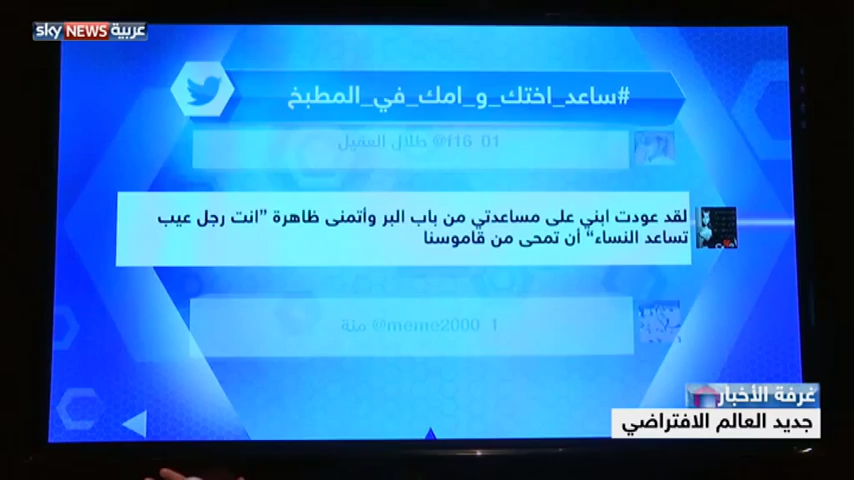 sky NEWS عربية
#ساعد_اختك_و_امك_في_المطبخ
@f16_01 طلال العميل
لقد عودت ابني على مساعدتي من باب البر وأتمنى ظاهرة "انت رجل عيب
تساعد النساء" أن تمحى من قاموسنا
@meme2000_1 منة
غرفة الأخبار
جديد العالم الافتراضي